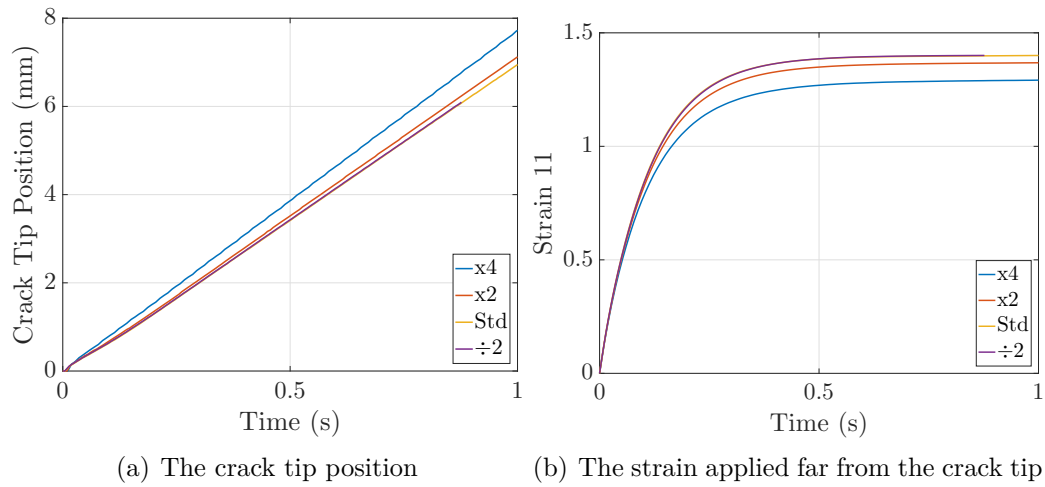 8
6
4
2
0
Crack Tip Position (mm)
x4
x2
Std
÷2
0
0.5
1
Time (s)
(a) The crack tip position
1.5
1
0.5
0
Strain 11
x4
x2
Std
÷2
0
0.5
1
Time (s)
(b) The strain applied far from the crack tip